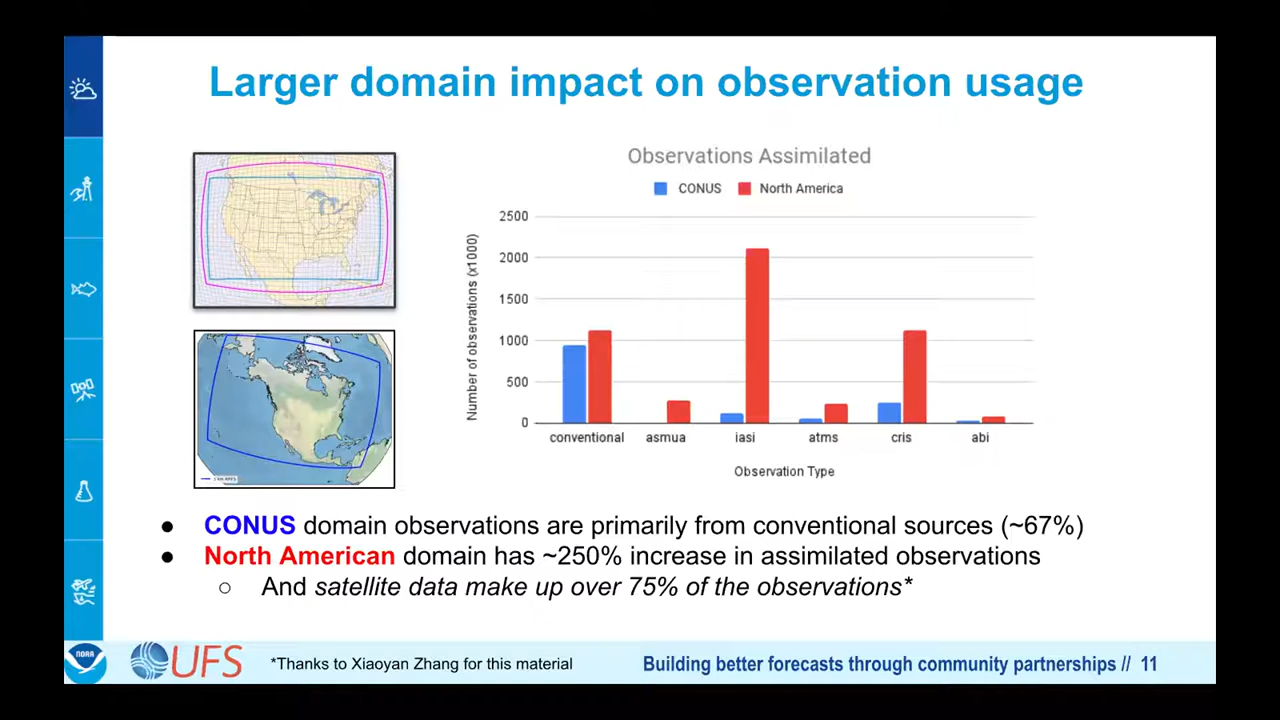 Larger domain impact on observation usage
Observations Assimilated
CONUS
North America
Number of observations (x1000)
2500
2000
1500
1000
500
0
conventional
asmua
iasi
atms
cris
abi
Observation Type
● CONUS domain observations are primarily from conventional sources (~67%)
● North American domain has ~250% increase in assimilated observations
○ And satellite data make up over 75% of the observations*
NOAA
UFS
*Thanks to Xiaoyan Zhang for this material
Building better forecasts through community partnerships // 11